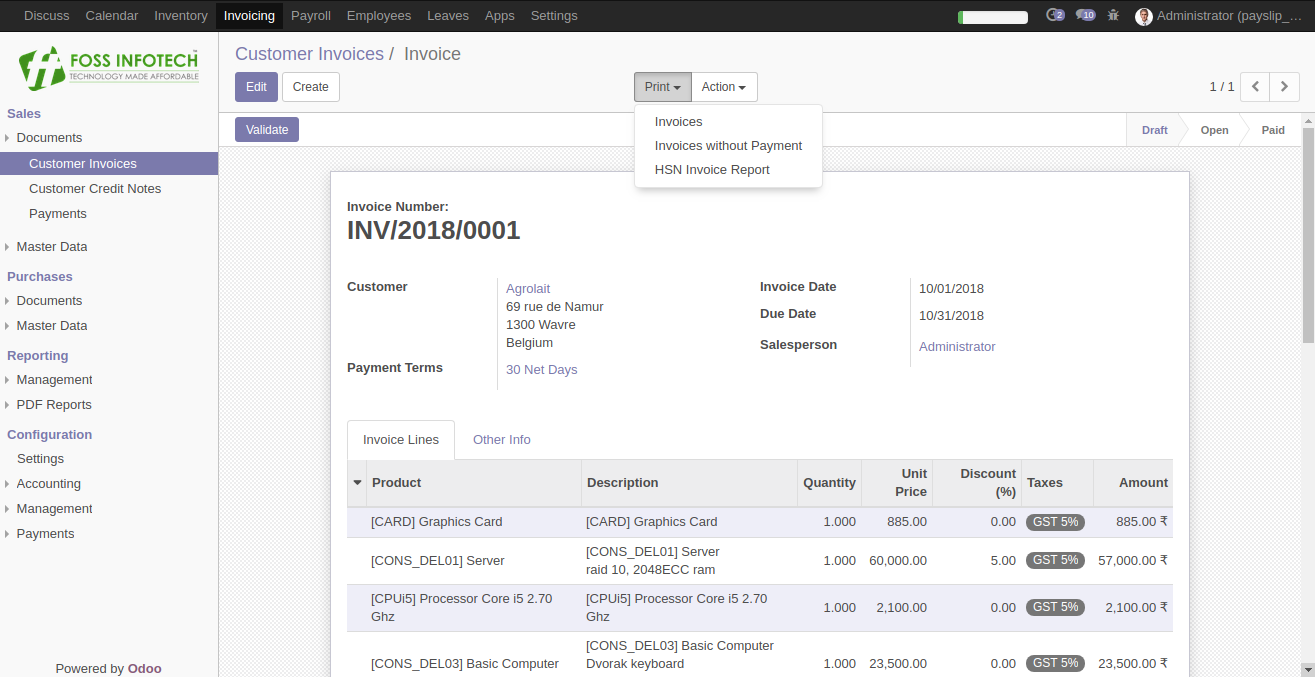 Discuss Calendar Inventory Invoicing Payroll Employees Leaves Apps Settings 2 10 Administrator (payslip_...
FOSS INFOTECH
TECHNOLOGY MADE AFFORDABLE
Sales
Documents
Customer Invoices
Customer Credit Notes
Payments
Master Data
Purchases
Documents
Master Data
Reporting
Management
PDF Reports
Configuration
Settings
Accounting
Management
Payments
Powered by Odoo
Customer Invoices / Invoice
Edit Create Print Action 1 / 1
Invoices
Invoices without Payment
HSN Invoice Report
Validate Draft Open Paid
Invoice Number:
INV/2018/0001
Customer Agrolait
69 rue de Namur
1300 Wavre
Belgium
Payment Terms 30 Net Days
Invoice Date 10/01/2018
Due Date 10/31/2018
Salesperson Administrator
Invoice Lines Other Info
Product Description Quantity Unit Price Discount (%) Taxes Amount
[CARD] Graphics Card [CARD] Graphics Card 1.000 885.00 0.00 GST 5% 885.00 ₹
[CONS_DEL01] Server [CONS_DEL01] Server
raid 10, 2048ECC ram 1.000 60,000.00 5.00 GST 5% 57,000.00 ₹
[CPUi5] Processor Core i5 2.70
Ghz [CPUi5] Processor Core i5 2.70
Ghz 1.000 2,100.00 0.00 GST 5% 2,100.00 ₹
[CONS_DEL03] Basic Computer [CONS_DEL03] Basic Computer
Dvorak keyboard 1.000 23,500.00 0.00 GST 5% 23,500.00 ₹